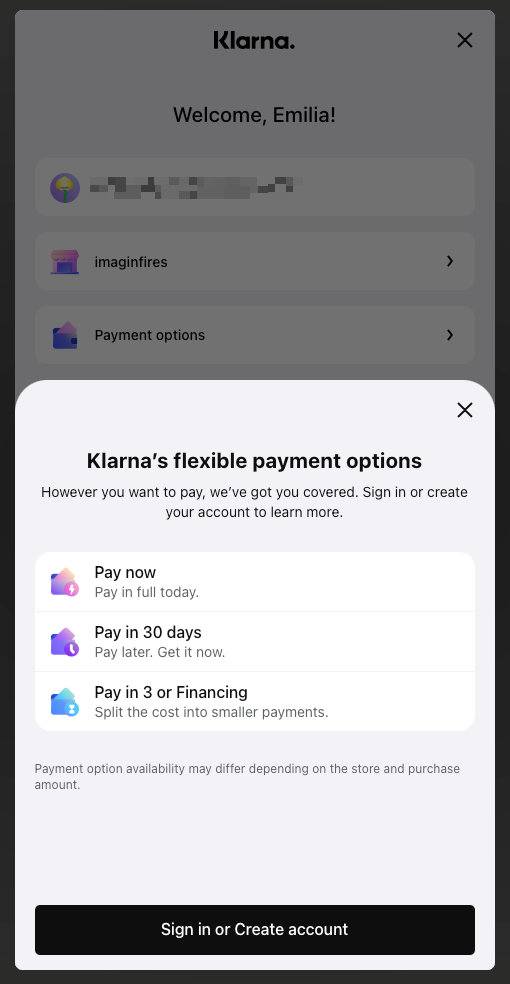 Klarna.
Welcome, Emilia!
imaginfires
Payment options
Klarna’s flexible payment options
However you want to pay, we’ve got you covered. Sign in or create
your account to learn more.
Pay now
Pay in full today.
Pay in 30 days
Pay later. Get it now.
Pay in 3 or Financing
Split the cost into smaller payments.
Payment option availability may differ depending on the store and purchase
amount.
Sign in or Create account